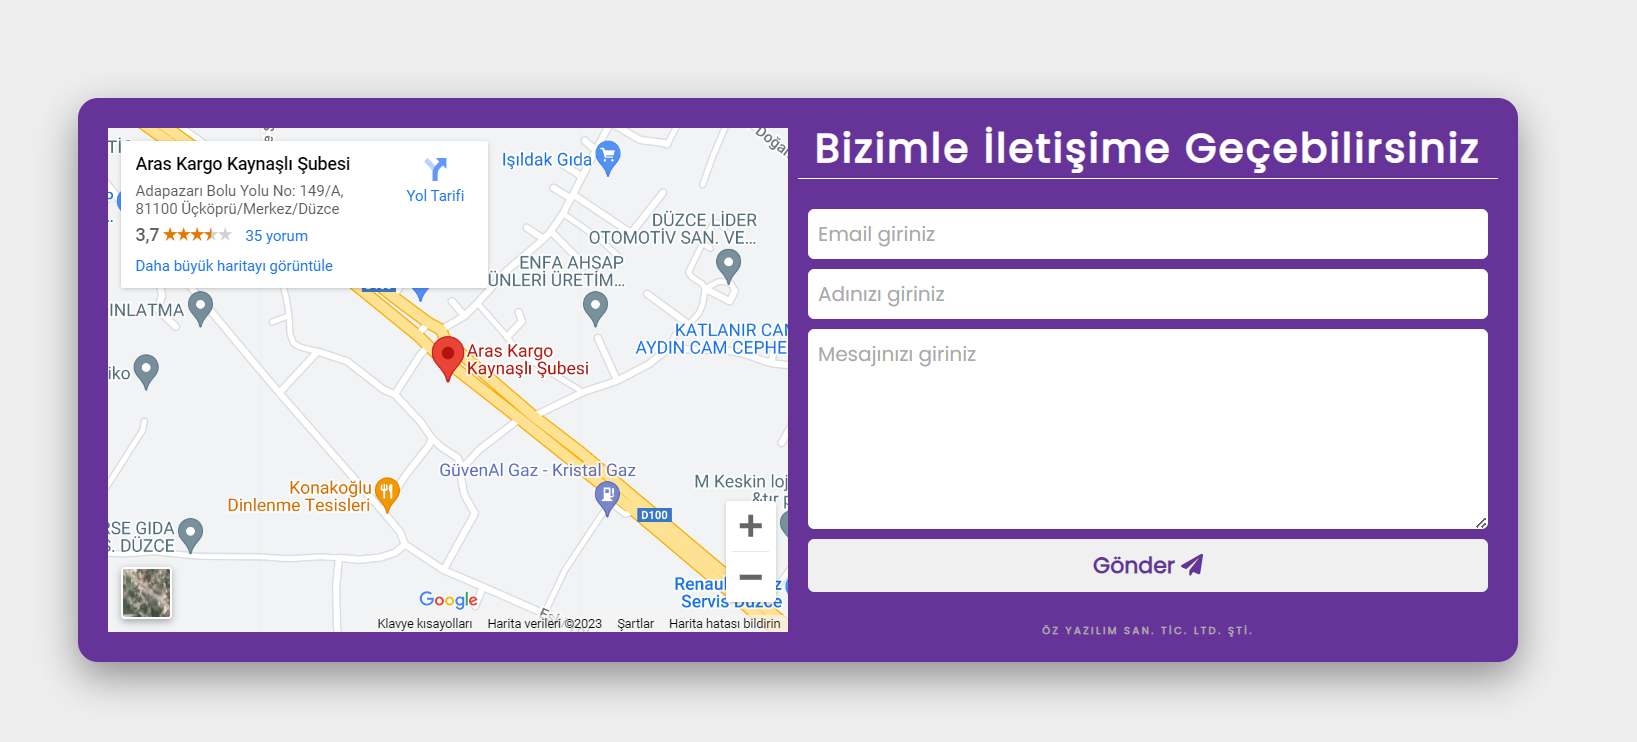 Aras Kargo Kaynaşlı Şubesi
Adapazarı Bolu Yolu No: 149/A,
81100 Üçköprü/Merkez/Düzce
3,7 35 yorum
Daha büyük haritayı görüntüle
Yol Tarifi
Işıldak Gıda
DÜZCE LİDER
OTOMOTİV SAN. VE...
ENFA AHŞAP
ÜNLERİ ÜRETİM...
INLATMA
KATLANIR CAM
AYDIN CAM CEPHE
Aras Kargo
Kaynaşlı Şubesi
iko
GüvenAl Gaz - Kristal Gaz
M Keskin loj
&tır
Konakoğlu
Dinlenme Tesisleri
D100
RSE GIDA
Ş. DÜZCE
Servis Düzce
Google
Klavye kısayolları Harita verileri ©2023 Şartlar Harita hatası bildirin
Bizimle İletişime Geçebilirsiniz
Email giriniz
Adınızı giriniz
Mesajınızı giriniz
Gönder
ÖZ YAZILIM SAN. TİC. LTD. ŞTİ.